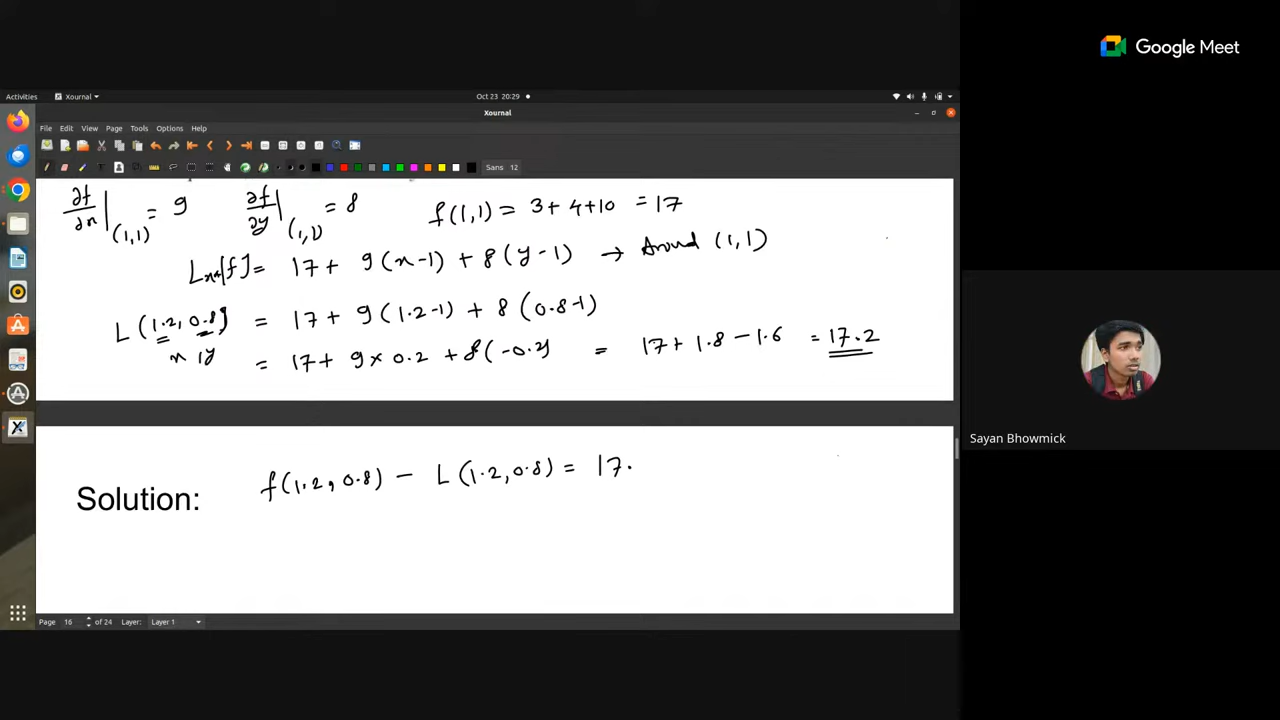 Google Meet
Activities Xournal Oct 23 20:29
Xournal
File Edit View Page Tools Options Help
Sans 12
∂f/∂x|(1,1) = 9 ∂f/∂y|(1,1) = 8 f(1,1) = 3+4+10 = 17
[f] = 17 + 9(x-1) + 8(y-1) → Around (1,1)
L(1.2, 0.8) = 17 + 9(1.2-1) + 8(0.8-1)
x y = 17 + 9 × 0.2 + 8(-0.2) = 17 + 1.8 - 1.6 = 17.2
Sayan Bhowmick
f(1.2, 0.8) - L(1.2, 0.8) = 17.
Solution:
Page 16 of 24 Layer: Layer 1